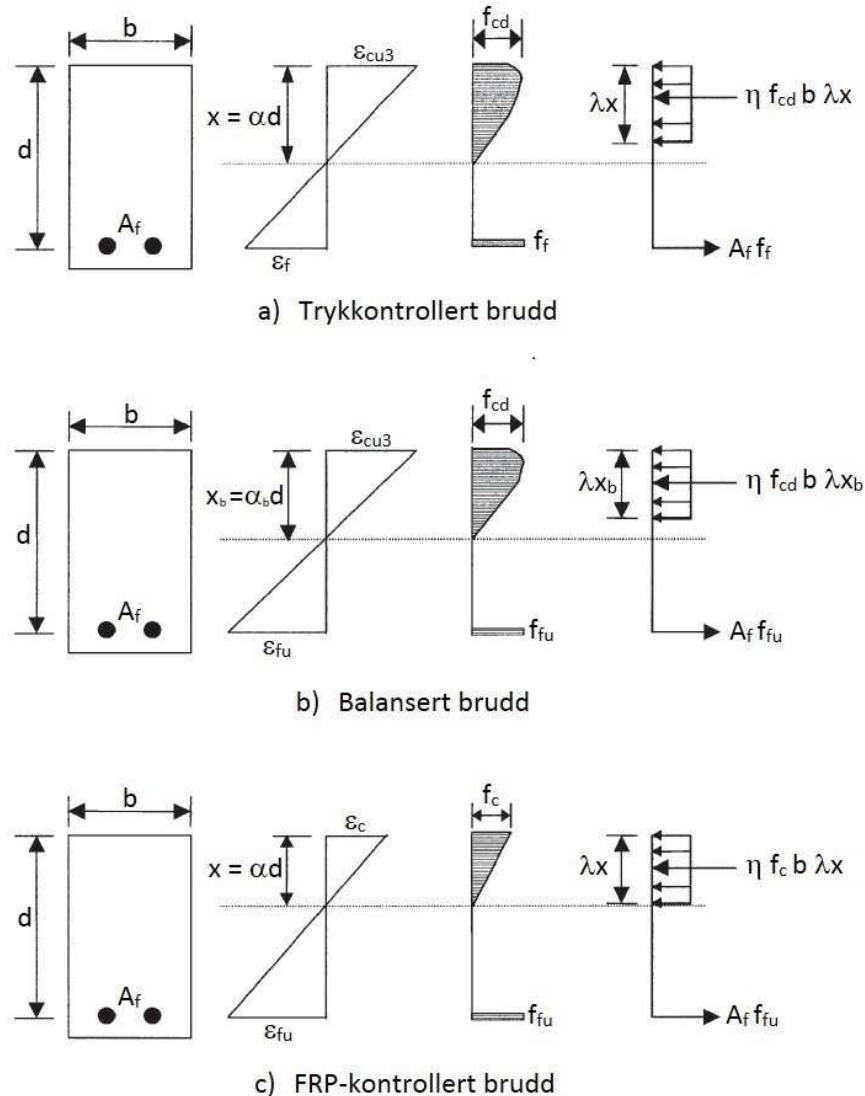 b
ε_cu3
f_cd
x = αd
λx
η f_cd b λx
d
A_f
ε_f
f_f
A_f f_f
a) Trykkontrollert brudd
b
ε_cu3
f_cd
x_b = α_b d
λx_b
η f_cd b λx_b
d
A_f
ε_fu
f_fu
A_f f_fu
b) Balansert brudd
b
ε_c
f_c
x = αd
λx
η f_c b λx
d
A_f
ε_fu
f_fu
A_f f_fu
c) FRP-kontrollert brudd